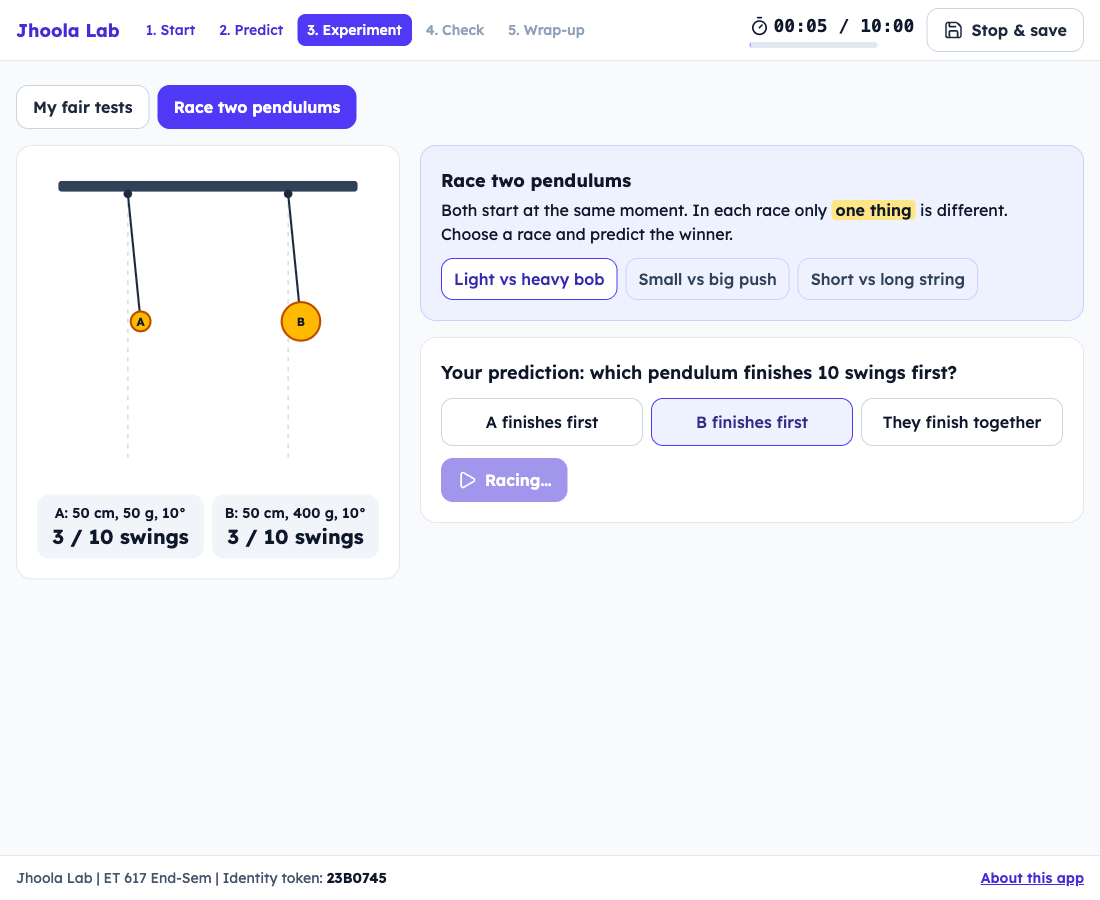 Jhoola Lab
1. Start
2. Predict
3. Experiment
4. Check
5. Wrap-up
00:05 / 10:00
Stop & save
My fair tests
Race two pendulums
A
B
A: 50 cm, 50 g, 10°
3 / 10 swings
B: 50 cm, 400 g, 10°
3 / 10 swings
Race two pendulums
Both start at the same moment. In each race only one thing is different.
Choose a race and predict the winner.
Light vs heavy bob
Small vs big push
Short vs long string
Your prediction: which pendulum finishes 10 swings first?
A finishes first
B finishes first
They finish together
Racing...
Jhoola Lab | ET 617 End-Sem | Identity token: 23B0745
About this app